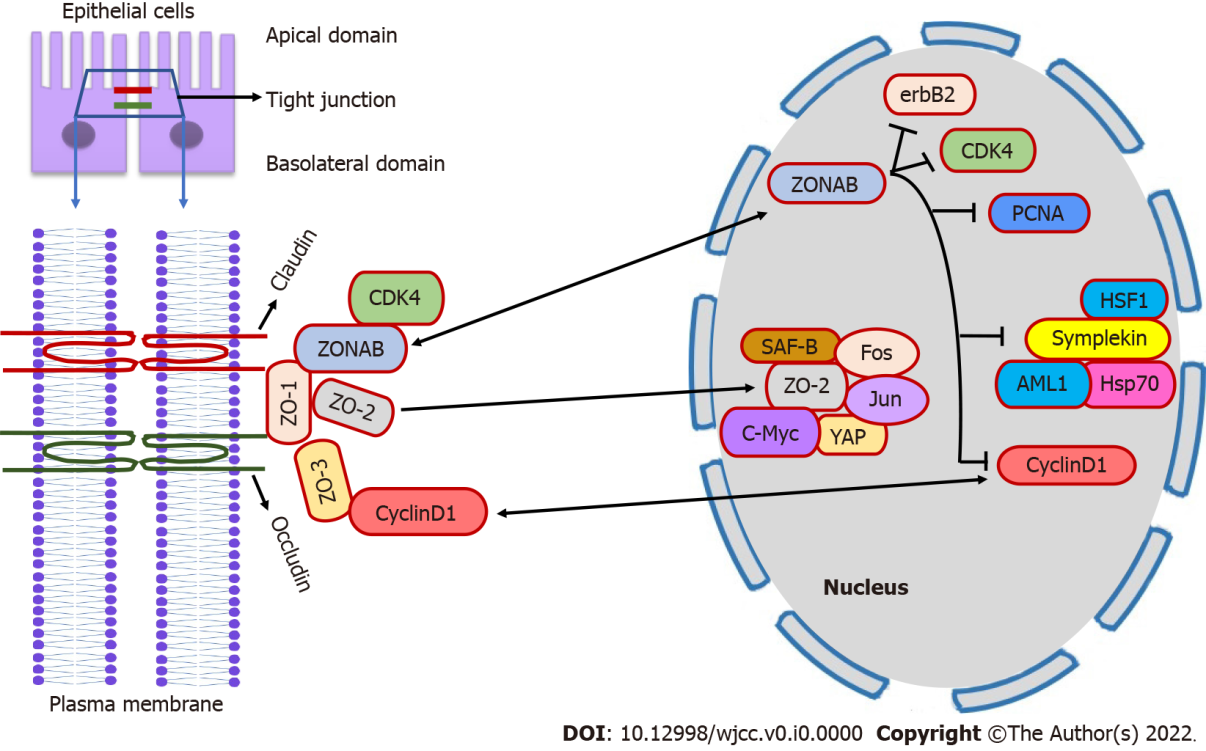 Epithelial cells
Apical domain
Tight junction
Basolateral domain
Claudin
CDK4
ZONAB
ZO-1
ZO-2
ZO-3
CyclinD1
Occludin
Plasma membrane
erbB2
CDK4
ZONAB
PCNA
HSF1
Symplekin
AML1
Hsp70
SAF-B
Fos
ZO-2
Jun
C-Myc
YAP
CyclinD1
Nucleus
DOI: 10.12998/wjcc.v0.i0.0000 Copyright ©The Author(s) 2022.